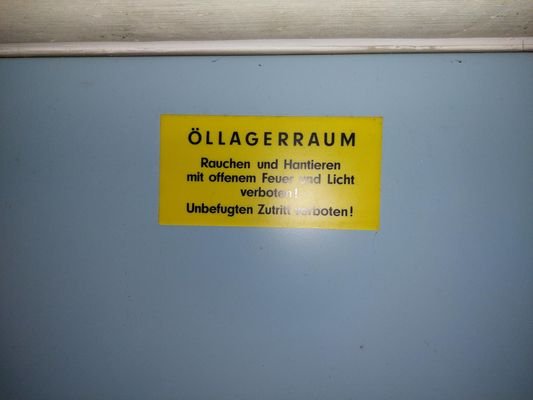 ÖLLAGERRAUM
Rauchen und Hantieren
mit offenem Feuer und Licht
verboten!
Unbefugten Zutritt verboten!